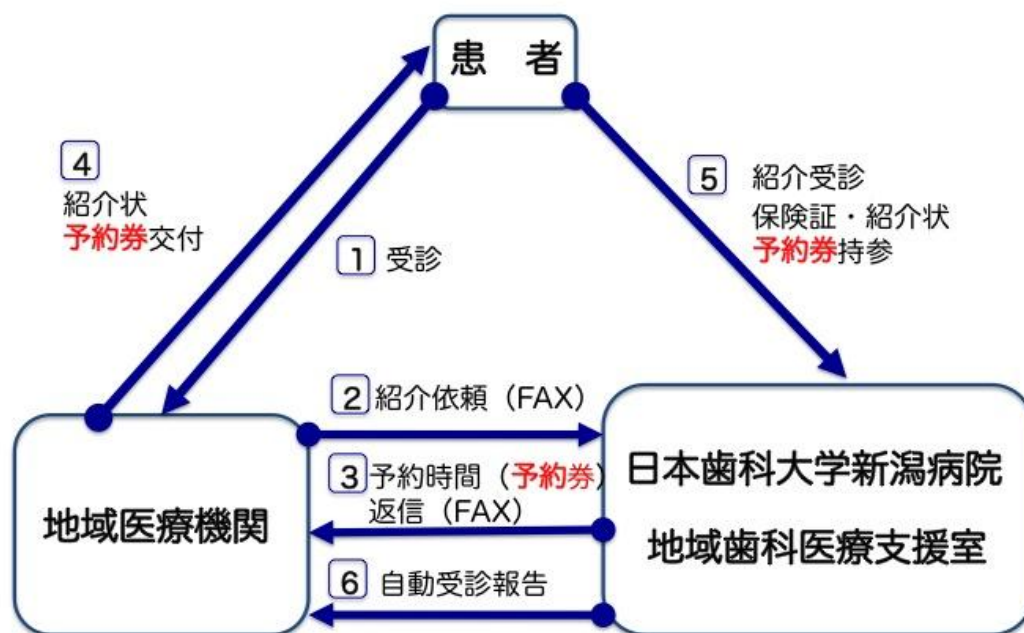 患 者
4
紹介状
予約券交付
1 受診
5 紹介受診
保険証・紹介状
予約券持参
2 紹介依頼（FAX）
3 予約時間（予約券）
返信（FAX）
6 自動受診報告
地域医療機関
日本歯科大学新潟病院
地域歯科医療支援室